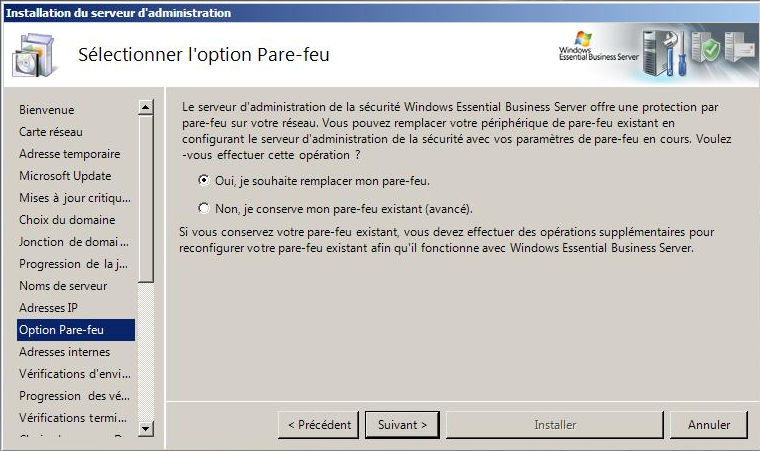 Installation du serveur d'administration
Sélectionner l'option Pare-feu
Windows
Essential Business Server
Bienvenue
Carte réseau
Adresse temporaire
Microsoft Update
Mises à jour critiqu...
Choix du domaine
Jonction de domai...
Progression de la j...
Noms de serveur
Adresses IP
Option Pare-feu
Adresses internes
Vérifications d'envi...
Progression des vé...
Vérifications termi...
Le serveur d'administration de la sécurité Windows Essential Business Server offre une protection par
pare-feu sur votre réseau. Vous pouvez remplacer votre périphérique de pare-feu existant en
configurant le serveur d'administration de la sécurité avec vos paramètres de pare-feu en cours. Voulez
-vous effectuer cette opération ?
Oui, je souhaite remplacer mon pare-feu.
Non, je conserve mon pare-feu existant (avancé).
Si vous conservez votre pare-feu existant, vous devez effectuer des opérations supplémentaires pour
reconfigurer votre pare-feu existant afin qu'il fonctionne avec Windows Essential Business Server.
< Précédent
Suivant >
Installer
Annuler